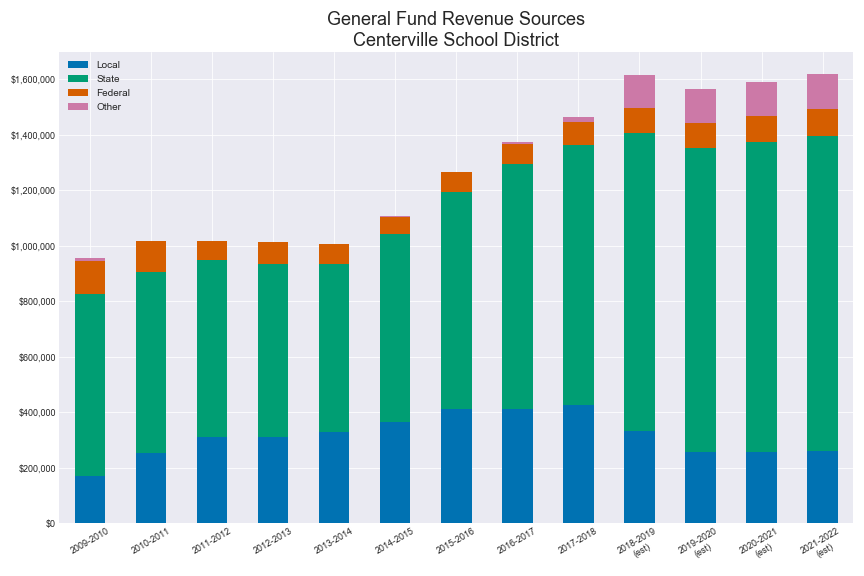 General Fund Revenue Sources
Centerville School District
Local
State
Federal
Other
$1,600,000
$1,400,000
$1,200,000
$1,000,000
$800,000
$600,000
$400,000
$200,000
$0
2009-2010
2010-2011
2011-2012
2012-2013
2013-2014
2014-2015
2015-2016
2016-2017
2017-2018
2018-2019
(est)
2019-2020
(est)
2020-2021
(est)
2021-2022
(est)